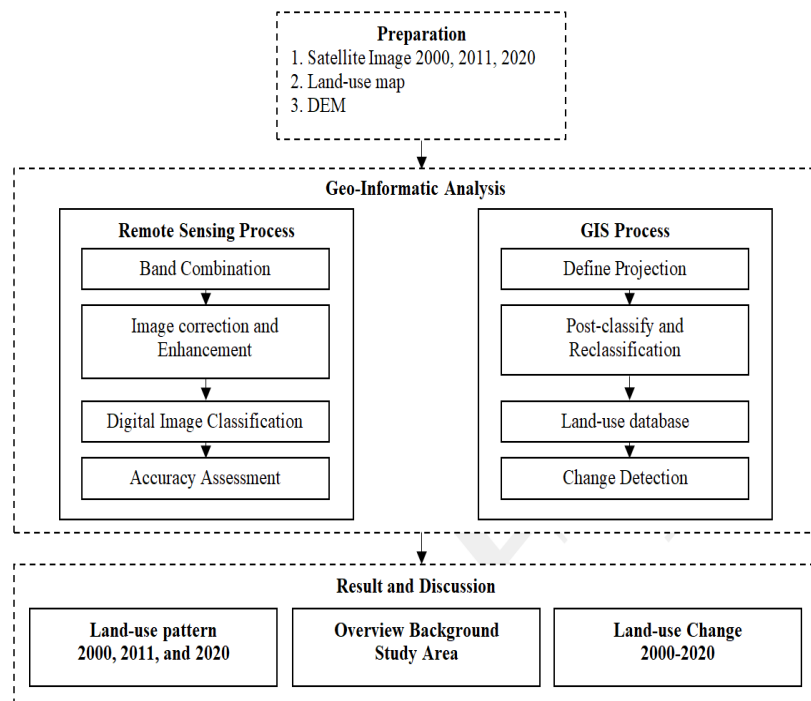 Preparation
1. Satellite Image 2000, 2011, 2020
2. Land-use map
3. DEM
Geo-Informatic Analysis
Remote Sensing Process
Band Combination
Image correction and
Enhancement
Digital Image Classification
Accuracy Assessment
GIS Process
Define Projection
Post-classify and
Reclassification
Land-use database
Change Detection
Result and Discussion
Land-use pattern
2000, 2011, and 2020
Overview Background
Study Area
Land-use Change
2000-2020